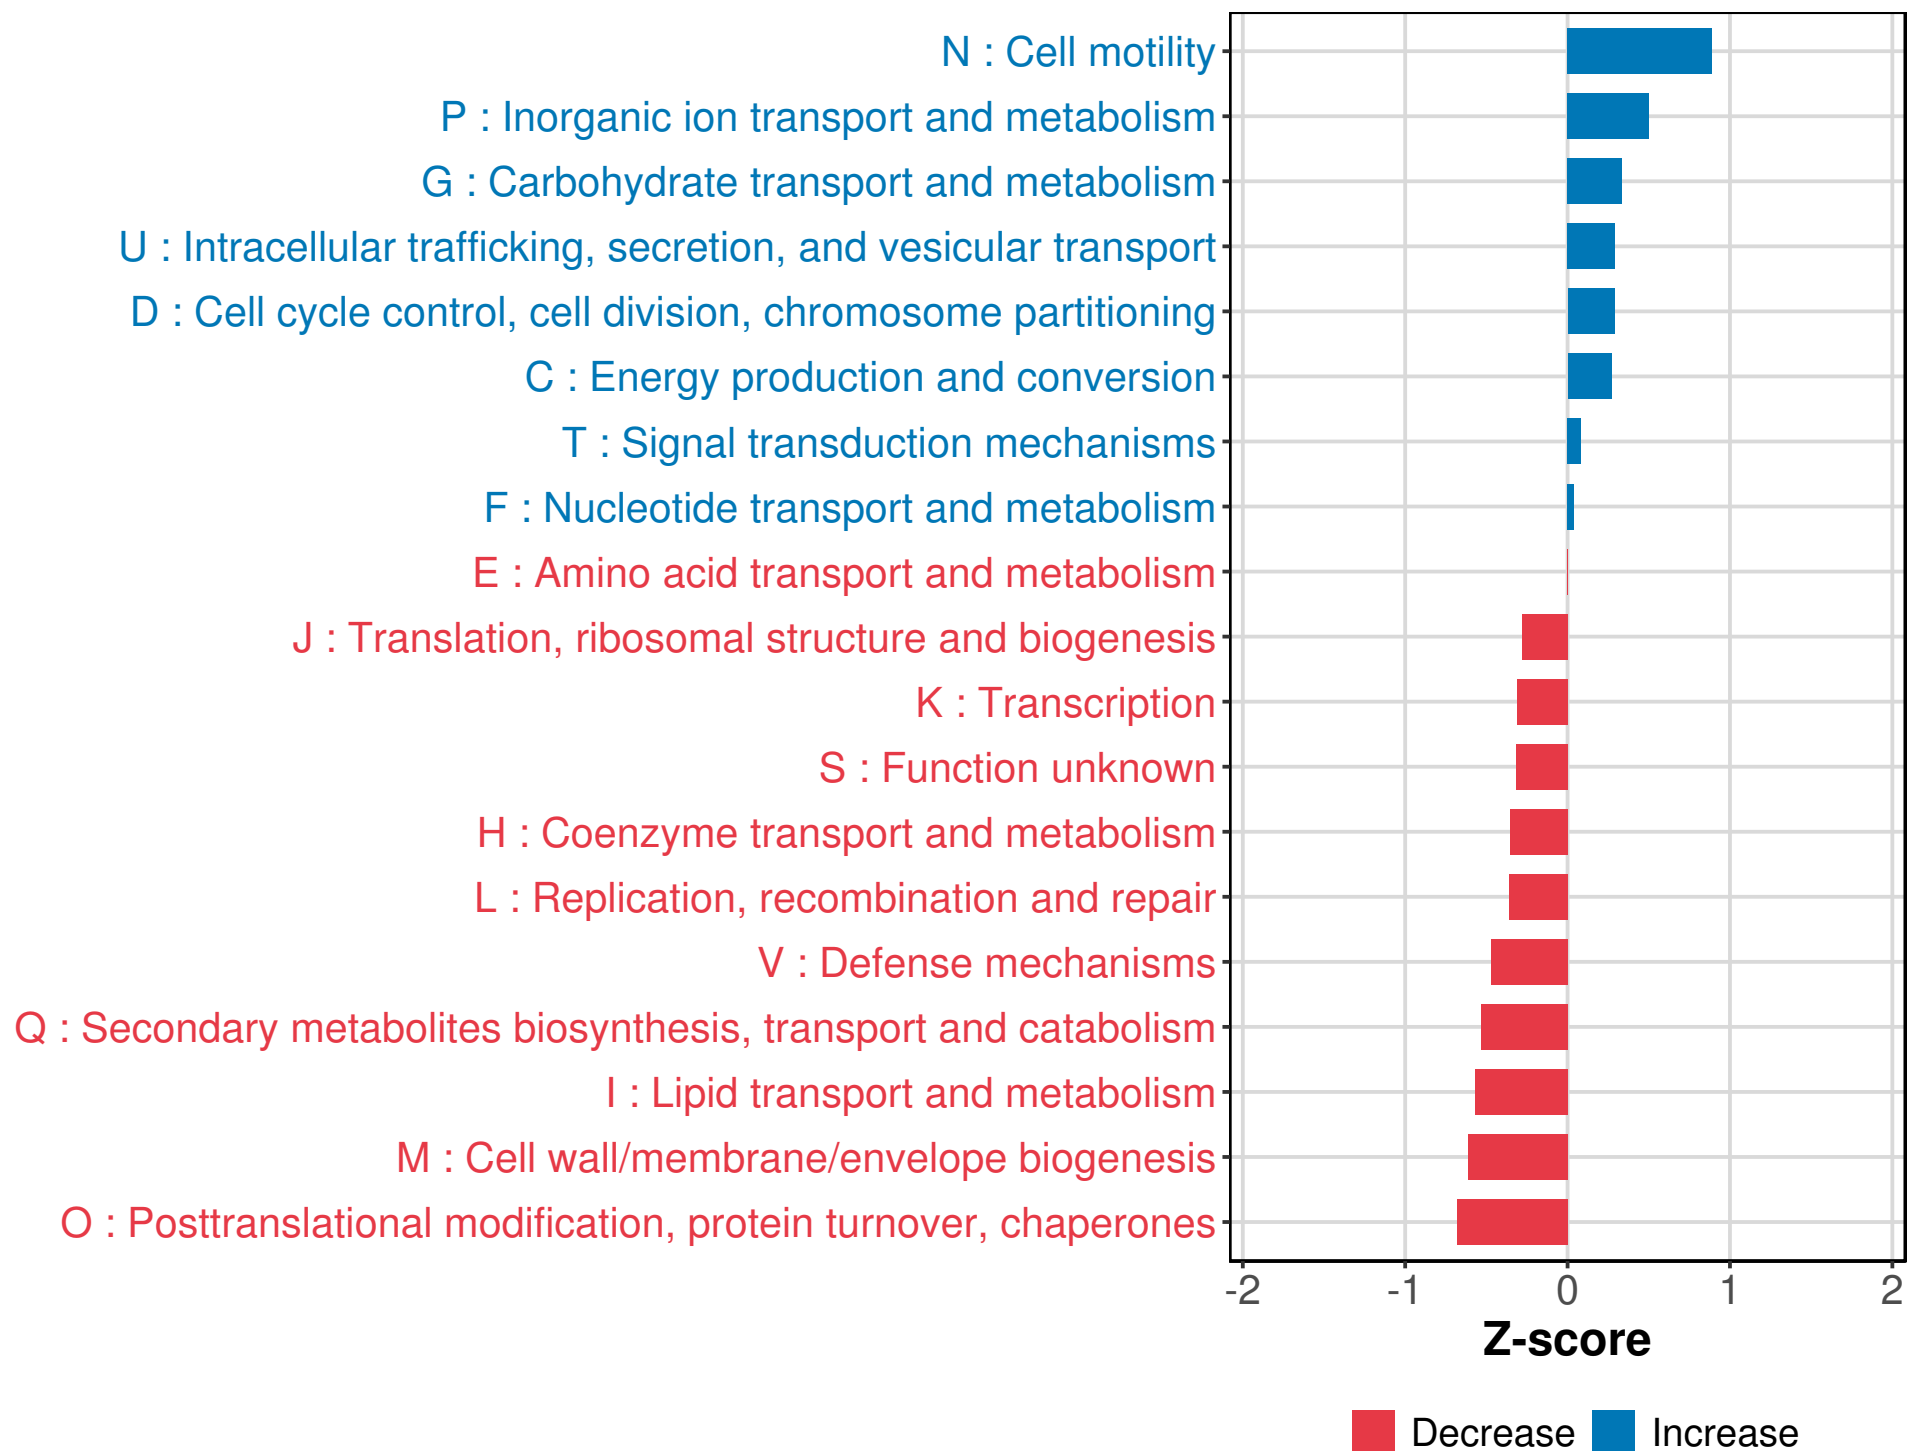 N : Cell motility
P : Inorganic ion transport and metabolism
G : Carbohydrate transport and metabolism
U : Intracellular trafficking, secretion, and vesicular transport
D : Cell cycle control, cell division, chromosome partitioning
C : Energy production and conversion
T : Signal transduction mechanisms
F : Nucleotide transport and metabolism
E : Amino acid transport and metabolism
J : Translation, ribosomal structure and biogenesis
K : Transcription
S : Function unknown
H : Coenzyme transport and metabolism
L : Replication, recombination and repair
V : Defense mechanisms
Q : Secondary metabolites biosynthesis, transport and catabolism
I : Lipid transport and metabolism
M : Cell wall/membrane/envelope biogenesis
O : Posttranslational modification, protein turnover, chaperones
-2 -1 0 1 2
Z-score
Decrease Increase